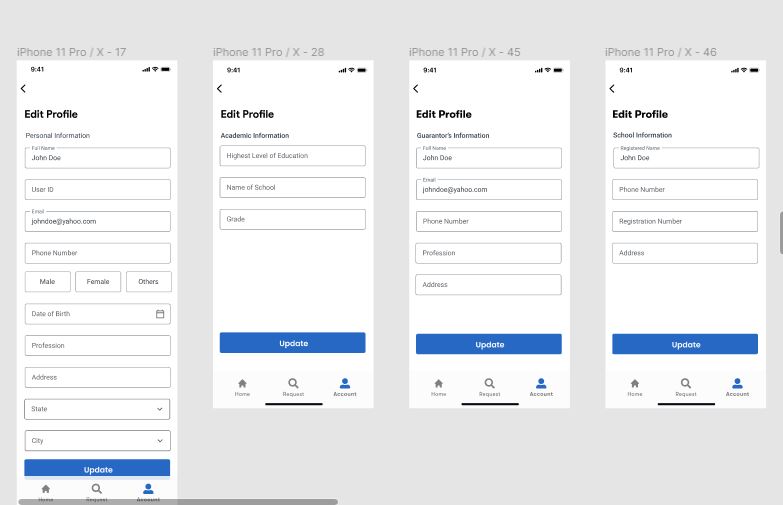 iPhone 11 Pro / X - 17
9:41
Edit Profile
Personal Information
Full Name
John Doe
User ID
Email
johndoe@yahoo.com
Phone Number
Male Female Others
Date of Birth
Profession
Address
State
City
Update
Home Request Account
iPhone 11 Pro / X - 28
9:41
Edit Profile
Academic Information
Highest Level of Education
Name of School
Grade
Update
Home Request Account
iPhone 11 Pro / X - 45
9:41
Edit Profile
Guarantor's Information
Full Name
John Doe
Email
johndoe@yahoo.com
Phone Number
Profession
Address
Update
Home Request Account
iPhone 11 Pro / X - 46
9:41
Edit Profile
School Information
Registered Name
John Doe
Phone Number
Registration Number
Address
Update
Home Request Account